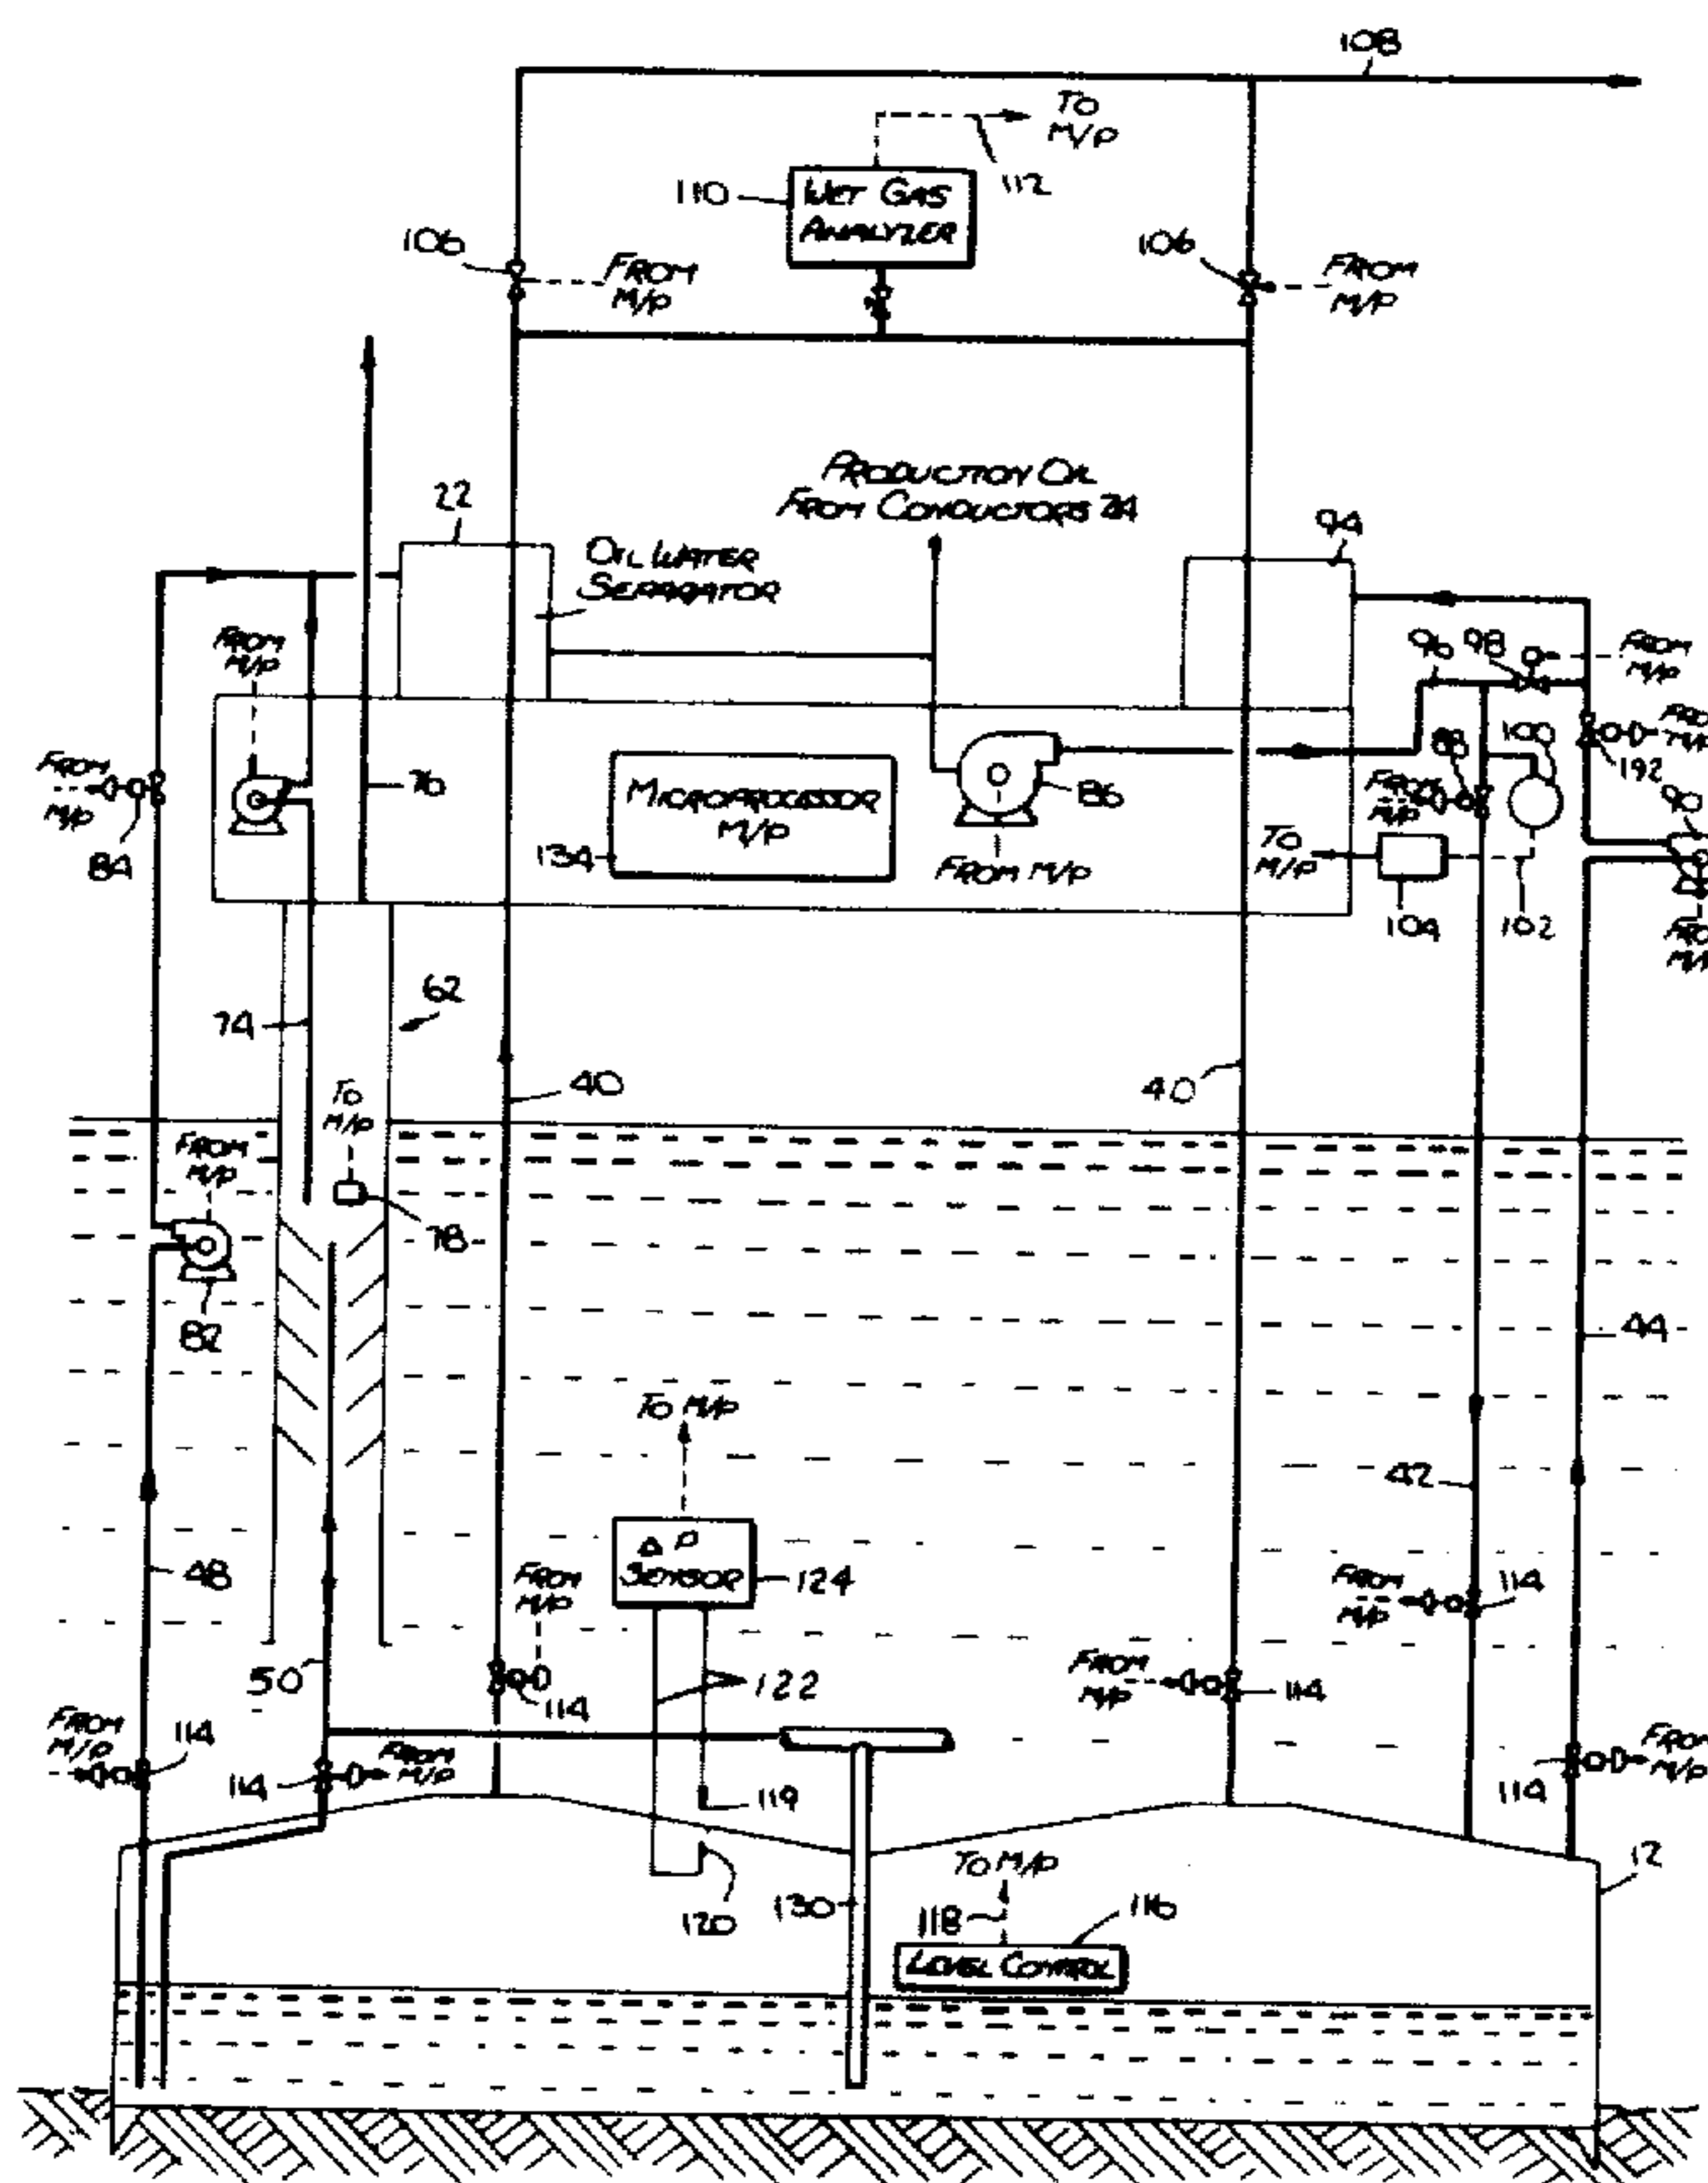 108
TO
M/P
112
110
WET GAS
ANALYZER
106
FROM
M/P
106
FROM
M/P
PRODUCTION OIL
FROM CONDUCTORS
22
OIL WATER
SEPARATOR
94
FROM
M/P
96
98
FROM
M/P
FROM
M/P
84
76
MICROPROCESSOR
M/P
134
86
FROM M/P
88
FROM
M/P
100
192
90
TO
M/P
104
102
74
62
40
40
TO
M/P
FROM
M/P
78
82
44
TO M/P
42
48
Δ P
SENSOR
124
FROM
M/P
114
FROM
M/P
114
50
122
FROM
M/P
114
FROM
M/P
114
114
FROM
M/P
119
114
FROM
M/P
12
TO M/P
120
130
118
116
LEVEL CONTROL